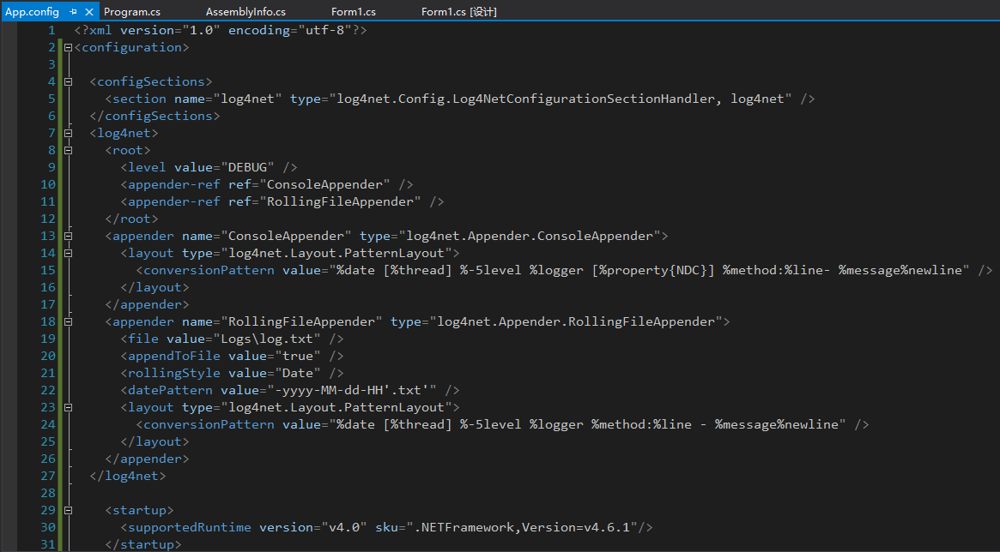 App.config Program.cs AssemblyInfo.cs Form1.cs Form1.cs [设计]
1 <?xml version="1.0" encoding="utf-8"?>
2 <configuration>
3
4 <configSections>
5 <section name="log4net" type="log4net.Config.Log4NetConfigurationSectionHandler, log4net" />
6 </configSections>
7 <log4net>
8 <root>
9 <level value="DEBUG" />
10 <appender-ref ref="ConsoleAppender" />
11 <appender-ref ref="RollingFileAppender" />
12 </root>
13 <appender name="ConsoleAppender" type="log4net.Appender.ConsoleAppender">
14 <layout type="log4net.Layout.PatternLayout">
15 <conversionPattern value="%date [%thread] %-5level %logger [%property{NDC}] %method:%line- %message%newline" />
16 </layout>
17 </appender>
18 <appender name="RollingFileAppender" type="log4net.Appender.RollingFileAppender">
19 <file value="Logs\log.txt" />
20 <appendToFile value="true" />
21 <rollingStyle value="Date" />
22 <datePattern value="-yyyy-MM-dd-HH'.txt'" />
23 <layout type="log4net.Layout.PatternLayout">
24 <conversionPattern value="%date [%thread] %-5level %logger %method:%line - %message%newline" />
25 </layout>
26 </appender>
27 </log4net>
28
29 <startup>
30 <supportedRuntime version="v4.0" sku=".NETFramework,Version=v4.6.1"/>
31 </startup>